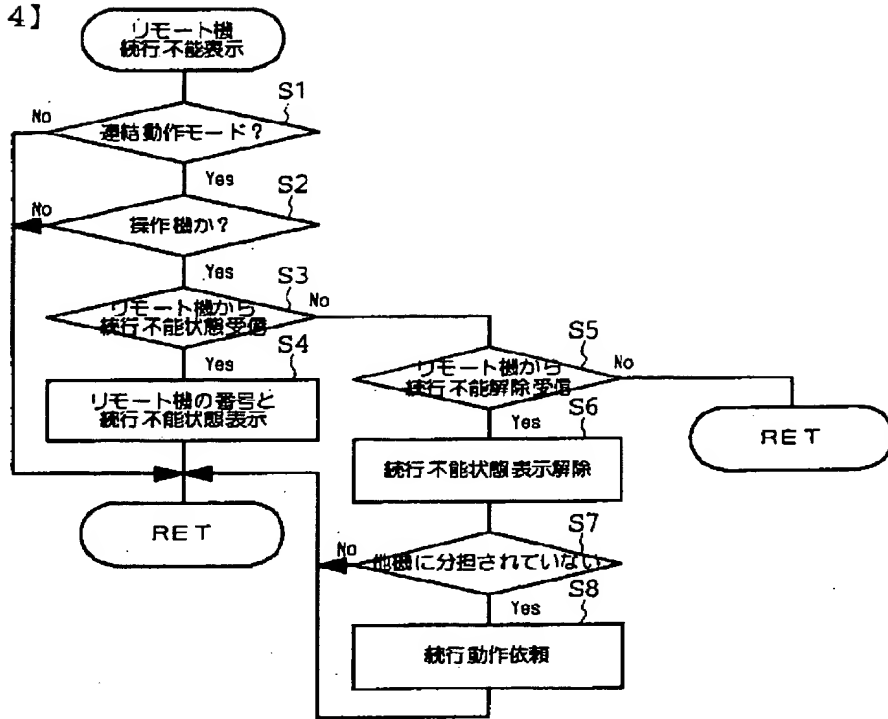 4】
リモート機
続行不能表示
S1
No
連結動作モード?
Yes
S2
No
操作機か?
Yes
S3
リモート機から
続行不能状態受信
No
S4
Yes
リモート機の番号と
続行不能状態表示
RET
S5
リモート機から
続行不能解除受信
No
Yes
S6
続行不能状態表示解除
RET
S7
No
他機に分担されていない
Yes
S8
続行動作依頼